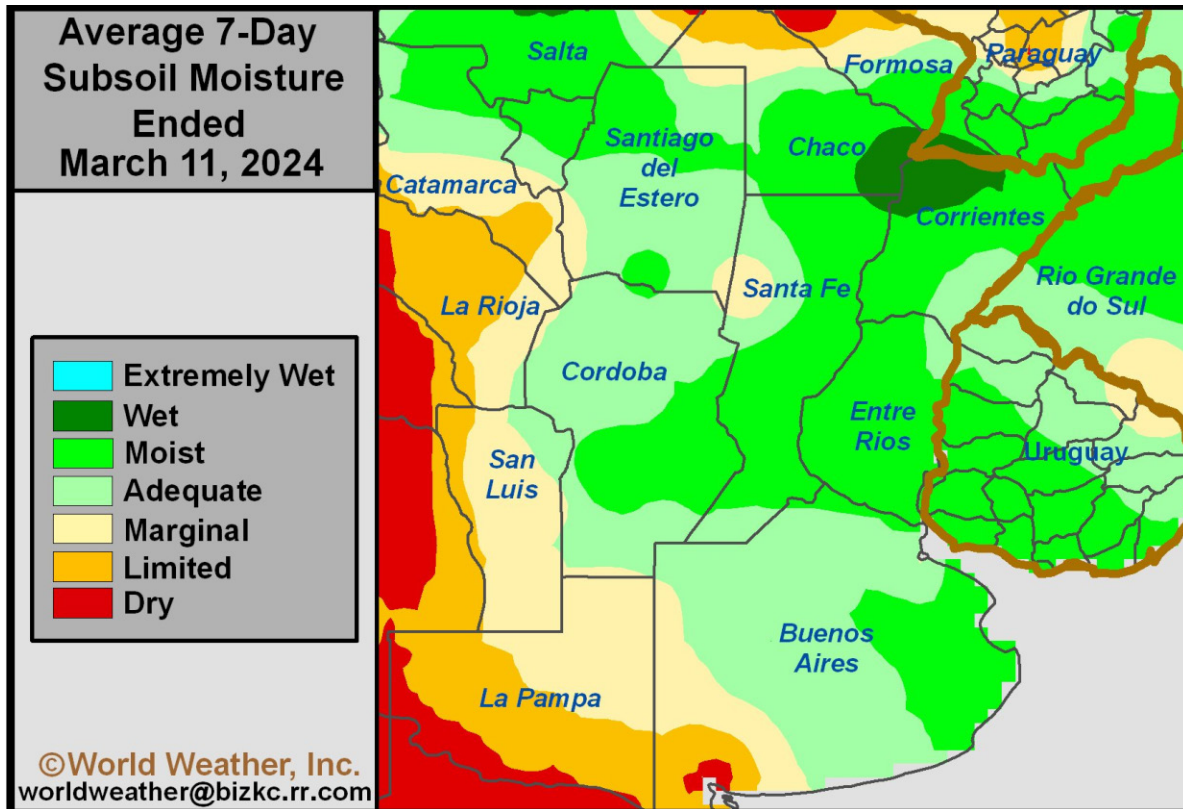 Average 7-Day
Subsoil Moisture
Ended
March 11, 2024
Extremely Wet
Wet
Moist
Adequate
Marginal
Limited
Dry
©World Weather, Inc.
worldweather@bizkc.rr.com
Salta
Formosa
Paraguay
Santiago
del
Estero
Chaco
Catamarca
Corrientes
La Rioja
Santa Fe
Rio Grande
do Sul
Cordoba
Entre
Rios
San
Luis
Uruguay
Buenos
Aires
La Pampa